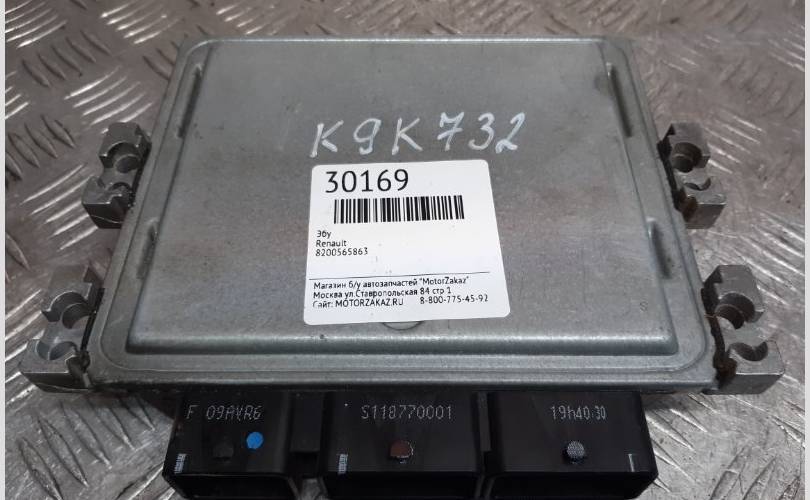 K9K732
30169
Эбу
Renault
8200565863
Магазин б/у автозапчастей "MotorZakaz"
Москва ул.Ставропольская 84 стр 1
Сайт: MOTORZAKAZ.RU 8-800-775-45-92
F 09AVR6 S118770001 19h40:30